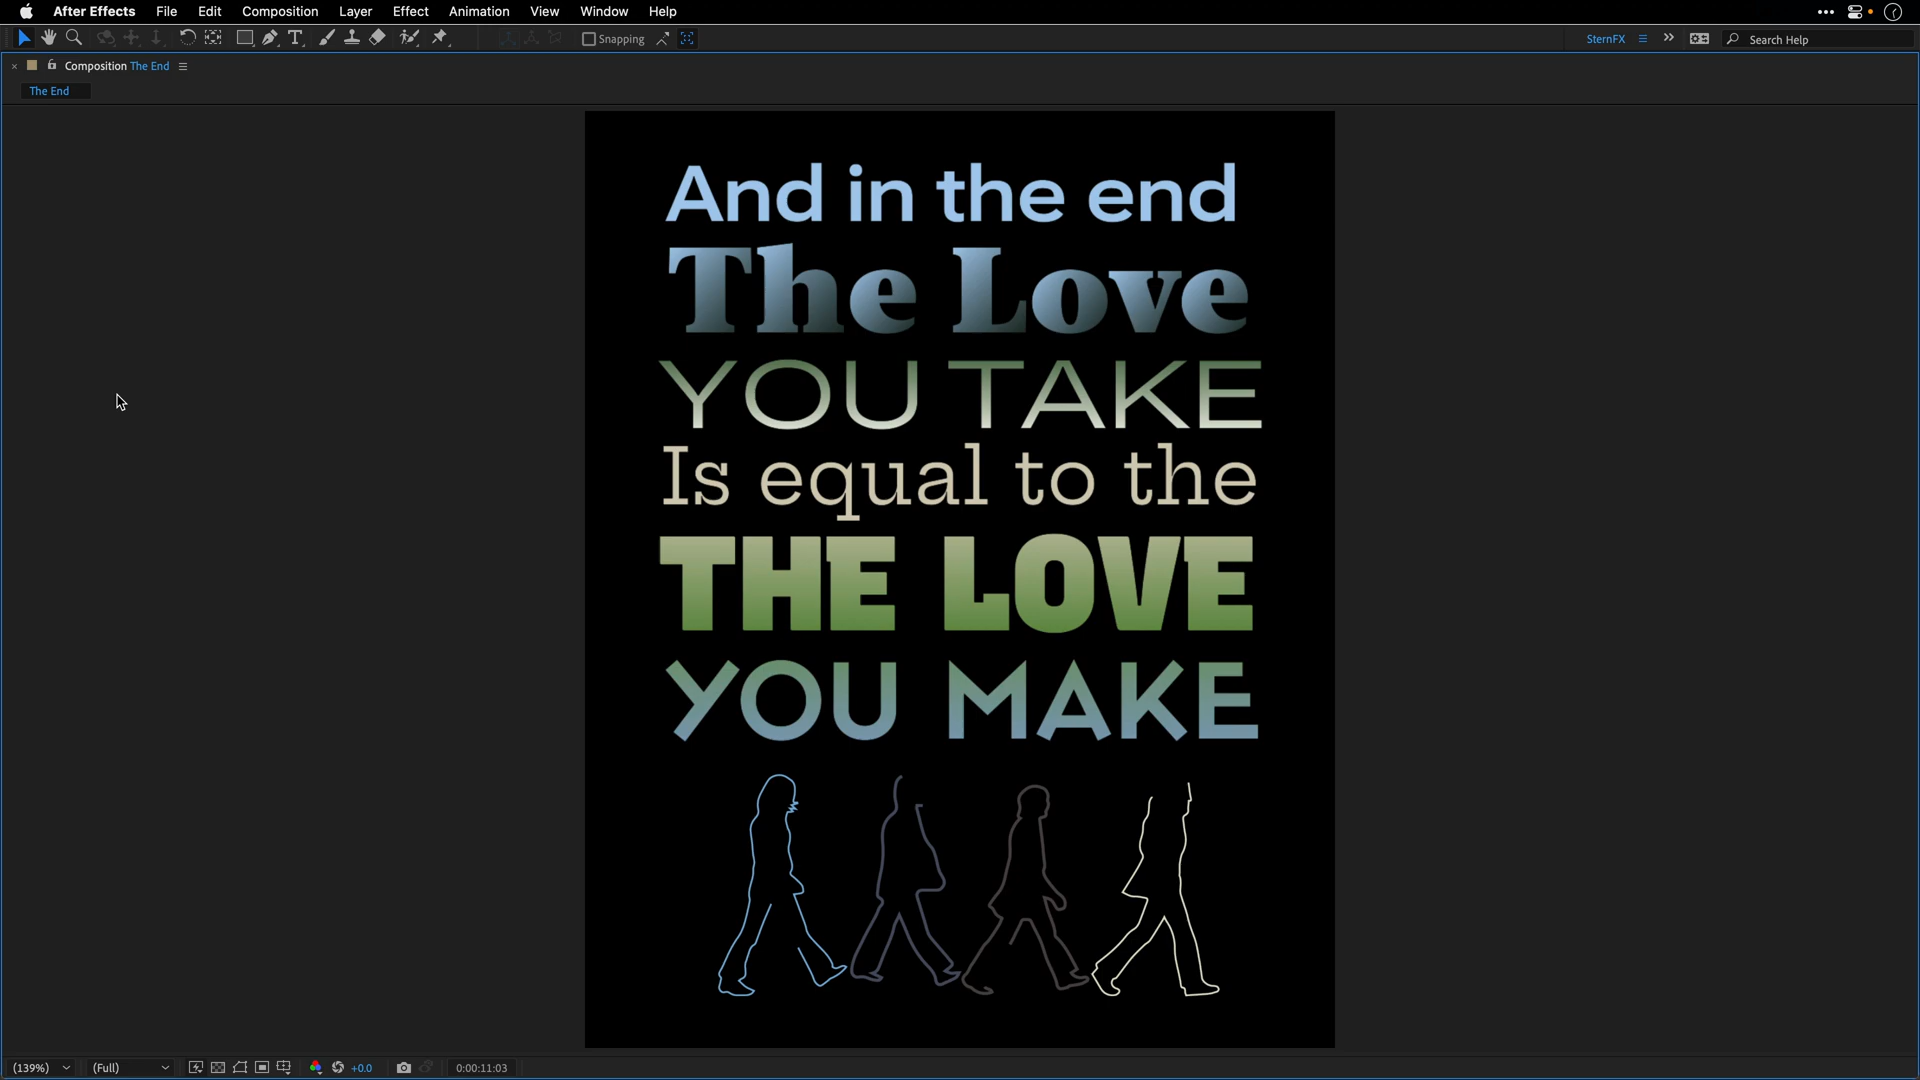 After Effects File Edit Composition Layer Effect Animation View Window Help
Snapping SternFX Search Help
Composition The End
The End
And in the end
The Love
YOU TAKE
Is equal to the
THE LOVE
YOU MAKE
(139%) (Full) +0.0 0:00:11:03